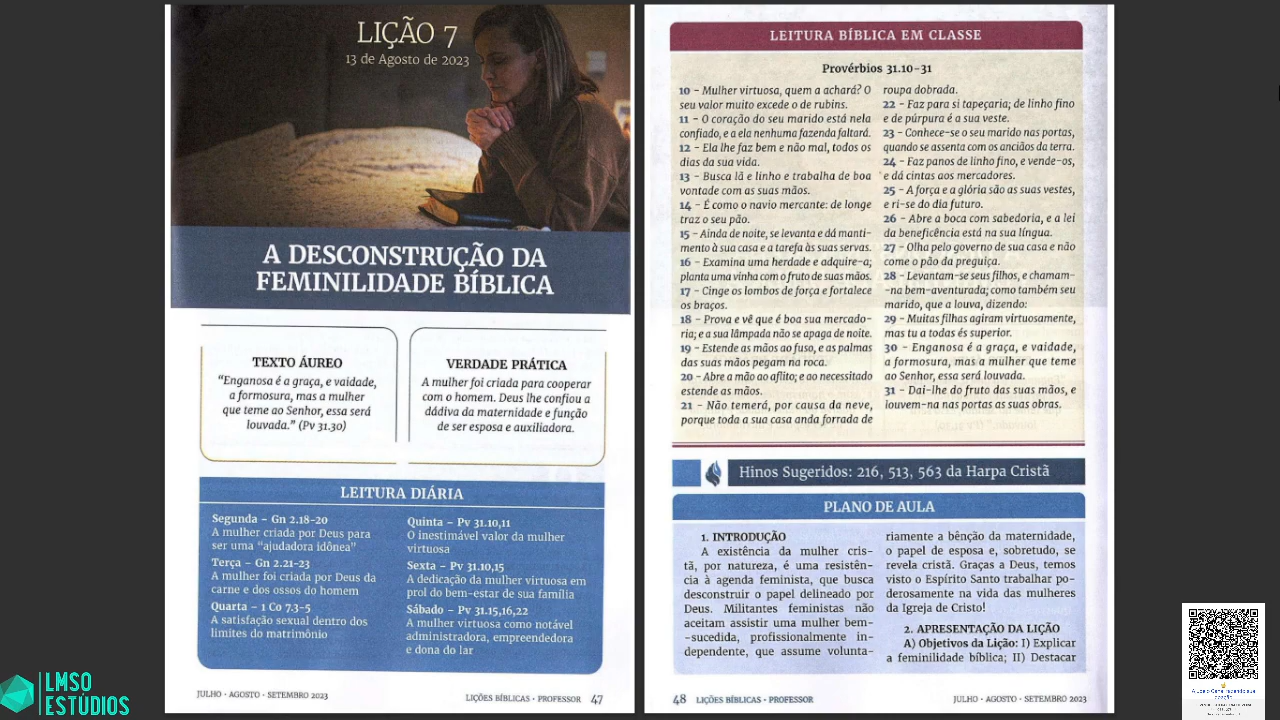 LIÇÃO 7
13 de Agosto de 2023
A DESCONSTRUÇÃO DA
FEMINILIDADE BÍBLICA
TEXTO ÁUREO
“Enganosa é a graça, e vaidade,
a formosura, mas a mulher
que teme ao Senhor, essa será
louvada.” (Pv 31.30)
VERDADE PRÁTICA
A mulher foi criada para cooperar
com o homem. Deus lhe confiou a
dádiva da maternidade e função
de ser esposa e auxiliadora.
LEITURA DIÁRIA
Segunda – Gn 2.18-20
A mulher criada por Deus para
ser uma “ajudadora idônea”
Terça – Gn 2.21-23
A mulher foi criada por Deus da
carne e dos ossos do homem
Quarta – 1 Co 7.3-5
A satisfação sexual dentro dos
limites do matrimônio
Quinta – Pv 31.10,11
O inestimável valor da mulher
virtuosa
Sexta – Pv 31.10,15
A dedicação da mulher virtuosa em
prol do bem-estar de sua família
Sábado – Pv 31.15,16,22
A mulher virtuosa como notável
administradora, empreendedora
e dona do lar
JULHO • AGOSTO • SETEMBRO 2023
LIÇÕES BÍBLICAS • PROFESSOR 47
LEITURA BÍBLICA EM CLASSE
Provérbios 31.10-31
10 – Mulher virtuosa, quem a achará? O
seu valor muito excede o de rubins.
11 – O coração do seu marido está nela
confiado, e a ela nenhuma fazenda faltará.
12 – Ela lhe faz bem e não mal, todos os
dias da sua vida.
13 – Busca lã e linho e trabalha de boa
vontade com as suas mãos.
14 – É como o navio mercante: de longe
traz o seu pão.
15 – Ainda de noite, se levanta e dá manti-
mento à sua casa e a tarefa às suas servas.
16 – Examina uma herdade e adquire-a;
planta uma vinha com o fruto de suas mãos.
17 – Cinge os lombos de força e fortalece
os braços.
18 – Prova e vê que é boa sua mercado-
ria; e a sua lâmpada não se apaga de noite.
19 – Estende as mãos ao fuso, e as palmas
das suas mãos pegam na roca.
20 – Abre a mão ao aflito; e ao necessitado
estende as mãos.
21 – Não temerá, por causa da neve,
porque toda a sua casa anda forrada de
roupa dobrada.
22 – Faz para si tapeçaria; de linho fino
e de púrpura é a sua veste.
23 – Conhece-se o seu marido nas portas,
quando se assenta com os anciãos da terra.
24 – Faz panos de linho fino, e vende-os,
e dá cintas aos mercadores.
25 – A força e a glória são as suas vestes,
e ri-se do dia futuro.
26 – Abre a boca com sabedoria, e a lei
da beneficência está na sua língua.
27 – Olha pelo governo de sua casa e não
come o pão da preguiça.
28 – Levantam-se seus filhos, e chamam-
-na bem-aventurada; como também seu
marido, que a louva, dizendo:
29 – Muitas filhas agiram virtuosamente,
mas tu a todas és superior.
30 – Enganosa é a graça, e vaidade,
a formosura, mas a mulher que teme
ao Senhor, essa será louvada.
31 – Dai-lhe do fruto das suas mãos, e
louvem-na nas portas as suas obras.
Hinos Sugeridos: 216, 513, 563 da Harpa Cristã
PLANO DE AULA
1. INTRODUÇÃO
A existência da mulher cris-
tã, por natureza, é uma resistên-
cia à agenda feminista, que busca
desconstruir o papel delineado por
Deus. Militantes feministas não
aceitam assistir uma mulher bem-
-sucedida, profissionalmente in-
dependente, que assume volunta-
riamente a bênção da maternidade,
o papel de esposa e, sobretudo, se
revela cristã. Graças a Deus, temos
visto o Espírito Santo trabalhar po-
derosamente na vida das mulheres
da Igreja de Cristo!
2. APRESENTAÇÃO DA LIÇÃO
A) Objetivos da Lição: I) Explicar
a feminilidade bíblica; II) Destacar
48 LIÇÕES BÍBLICAS • PROFESSOR
JULHO • AGOSTO • SETEMBRO 2023
LMSO
ESTUDIOS